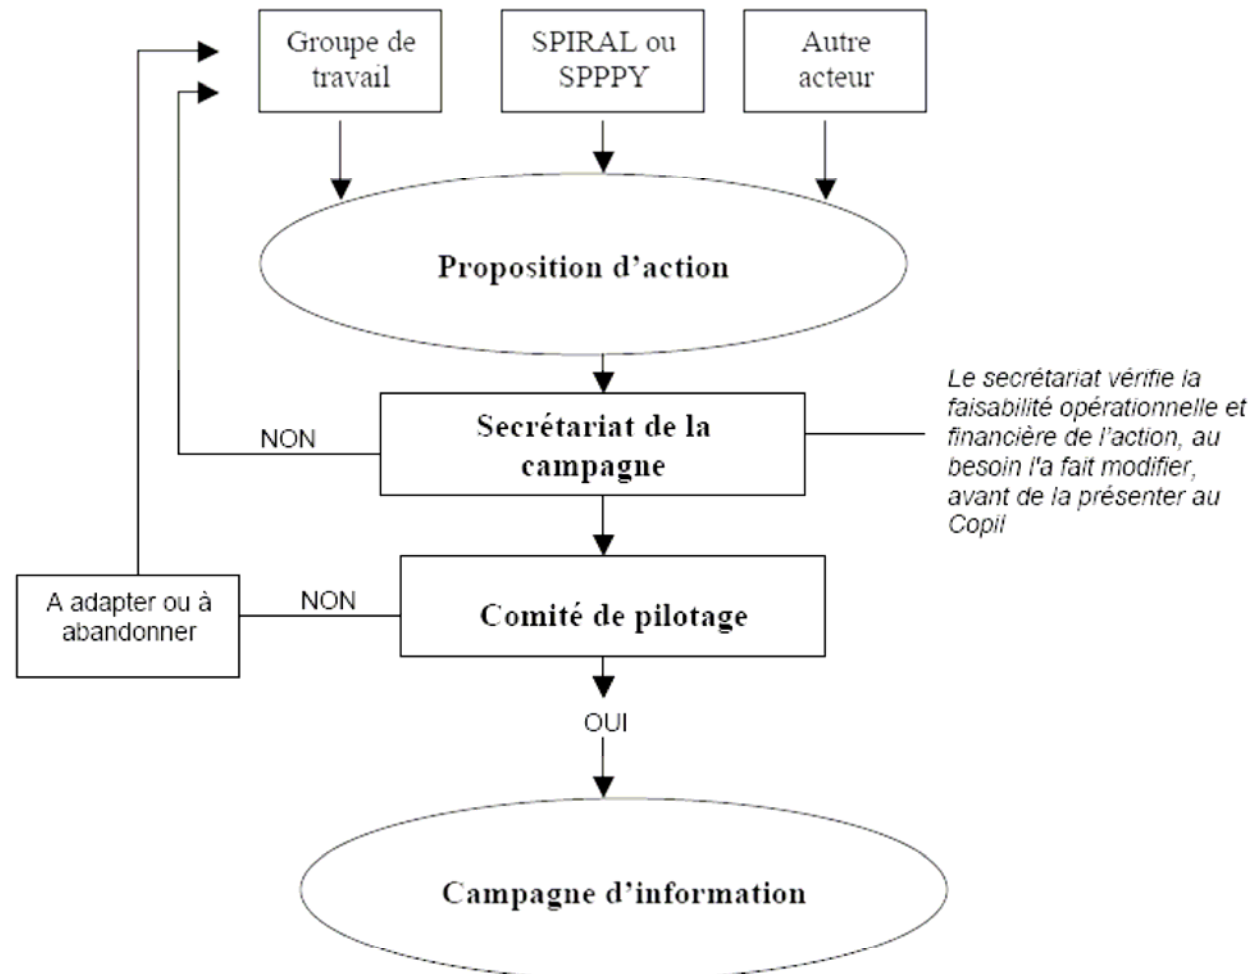 Groupe de
travail
SPIRAL ou
SPPPY
Autre
acteur
Proposition d'action
Le secrétariat vérifie la
faisabilité opérationnelle et
financière de l'action, au
besoin l'a fait modifier,
avant de la présenter au
Copil
NON
Secrétariat de la
campagne
A adapter ou à
abandonner
NON
Comité de pilotage
OUI
Campagne d'information